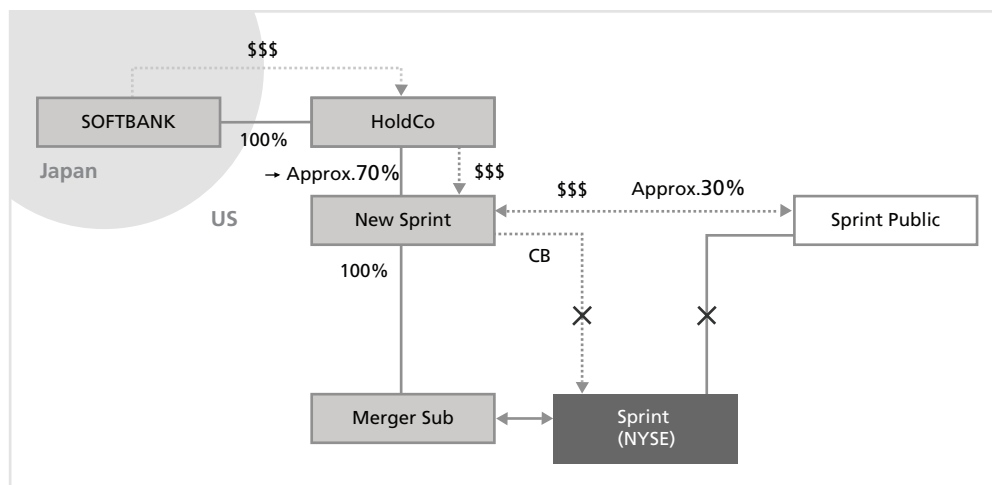 $$$
SOFTBANK
HoldCo
100%
Japan
→ Approx.70%
$$$
$$$
Approx.30%
US
New Sprint
Sprint Public
100%
CB
Merger Sub
Sprint
(NYSE)